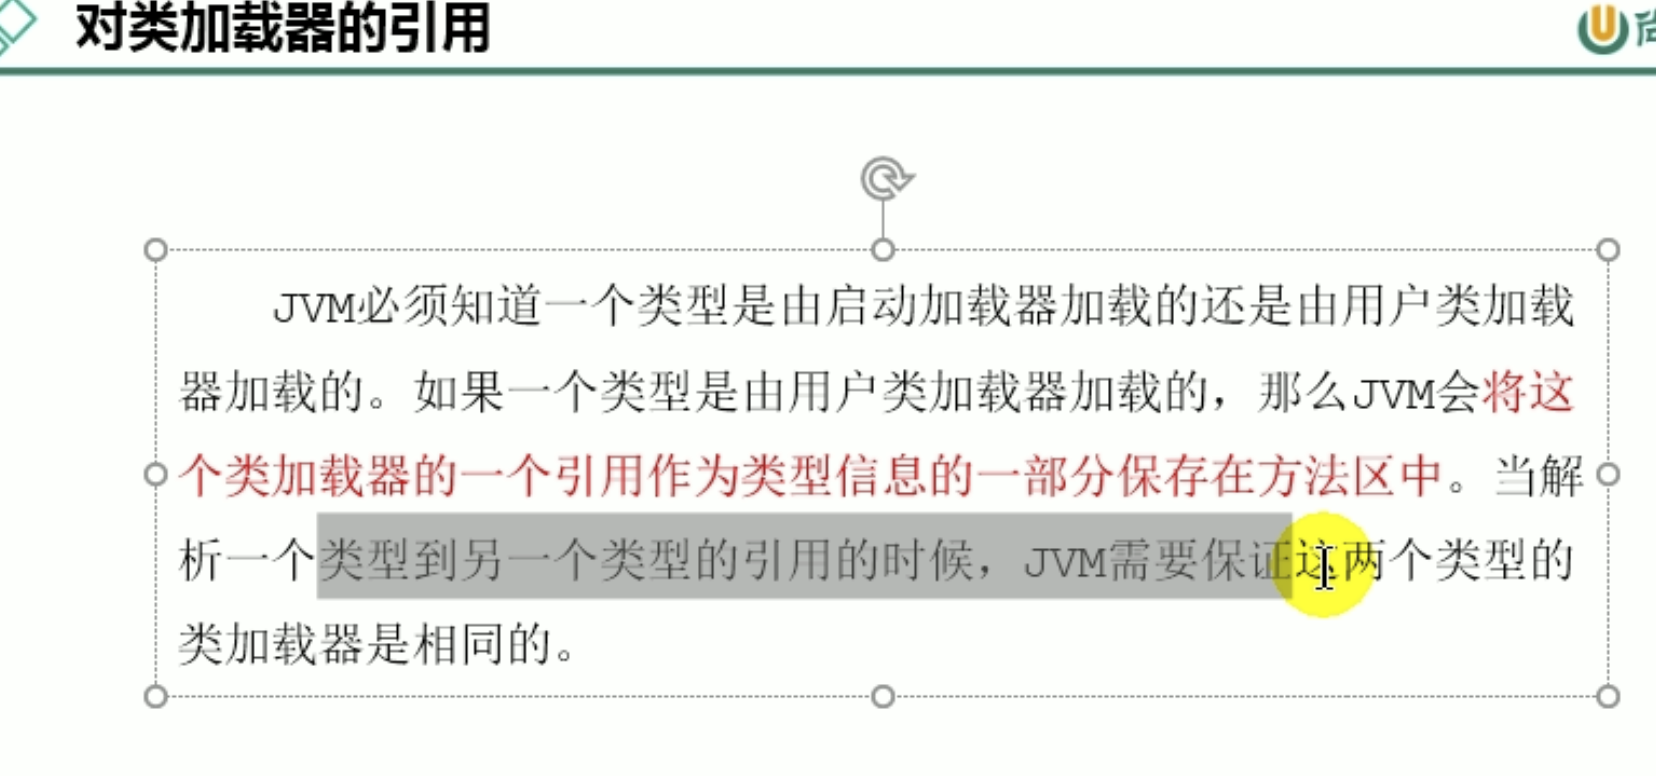 对类加载器的引用
JVM必须知道一个类型是由启动加载器加载的还是由用户类加载
器加载的。如果一个类型是由用户类加载器加载的，那么JVM会将这
个类加载器的一个引用作为类型信息的一部分保存在方法区中。当解
析一个类型到另一个类型的引用的时候，JVM需要保证这两个类型的
类加载器是相同的。